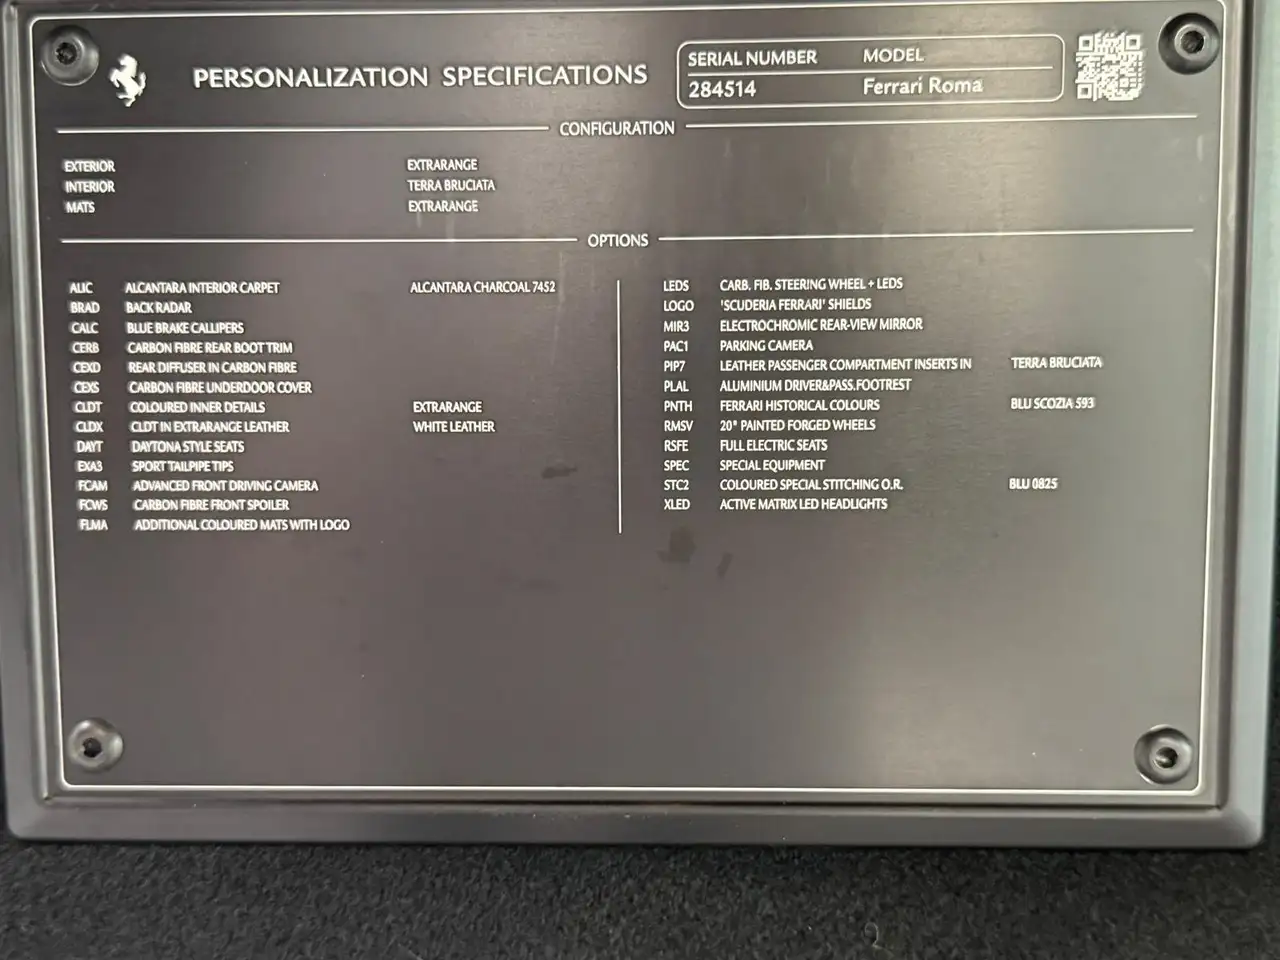 PERSONALIZATION SPECIFICATIONS
SERIAL NUMBER MODEL
284514 Ferrari Roma
CONFIGURATION
EXTERIOR EXTRARANGE
INTERIOR TERRA BRUCIATA
MATS EXTRARANGE
OPTIONS
ALIC ALCANTARA INTERIOR CARPET ALCANTARA CHARCOAL 7452
BRAD BACK RADAR
CALC BLUE BRAKE CALLIPERS
CERB CARBON FIBRE REAR BOOT TRIM
CEXD REAR DIFFUSER IN CARBON FIBRE
CEXS CARBON FIBRE UNDERDOOR COVER
CLDT COLOURED INNER DETAILS EXTRARANGE
CLDX CLDT IN EXTRARANGE LEATHER WHITE LEATHER
DAYT DAYTONA STYLE SEATS
EXA3 SPORT TAILPIPE TIPS
FCAM ADVANCED FRONT DRIVING CAMERA
FCWS CARBON FIBRE FRONT SPOILER
FLMA ADDITIONAL COLOURED MATS WITH LOGO
LEDS CARB. FIB. STEERING WHEEL + LEDS
LOGO 'SCUDERIA FERRARI' SHIELDS
MIR3 ELECTROCHROMIC REAR-VIEW MIRROR
PAC1 PARKING CAMERA
PIP7 LEATHER PASSENGER COMPARTMENT INSERTS IN TERRA BRUCIATA
PLAL ALUMINIUM DRIVER&PASS.FOOTREST
PNTH FERRARI HISTORICAL COLOURS BLU SCOZIA 593
RMSV 20" PAINTED FORGED WHEELS
RSFE FULL ELECTRIC SEATS
SPEC SPECIAL EQUIPMENT
STC2 COLOURED SPECIAL STITCHING O.R. BLU 0825
XLED ACTIVE MATRIX LED HEADLIGHTS